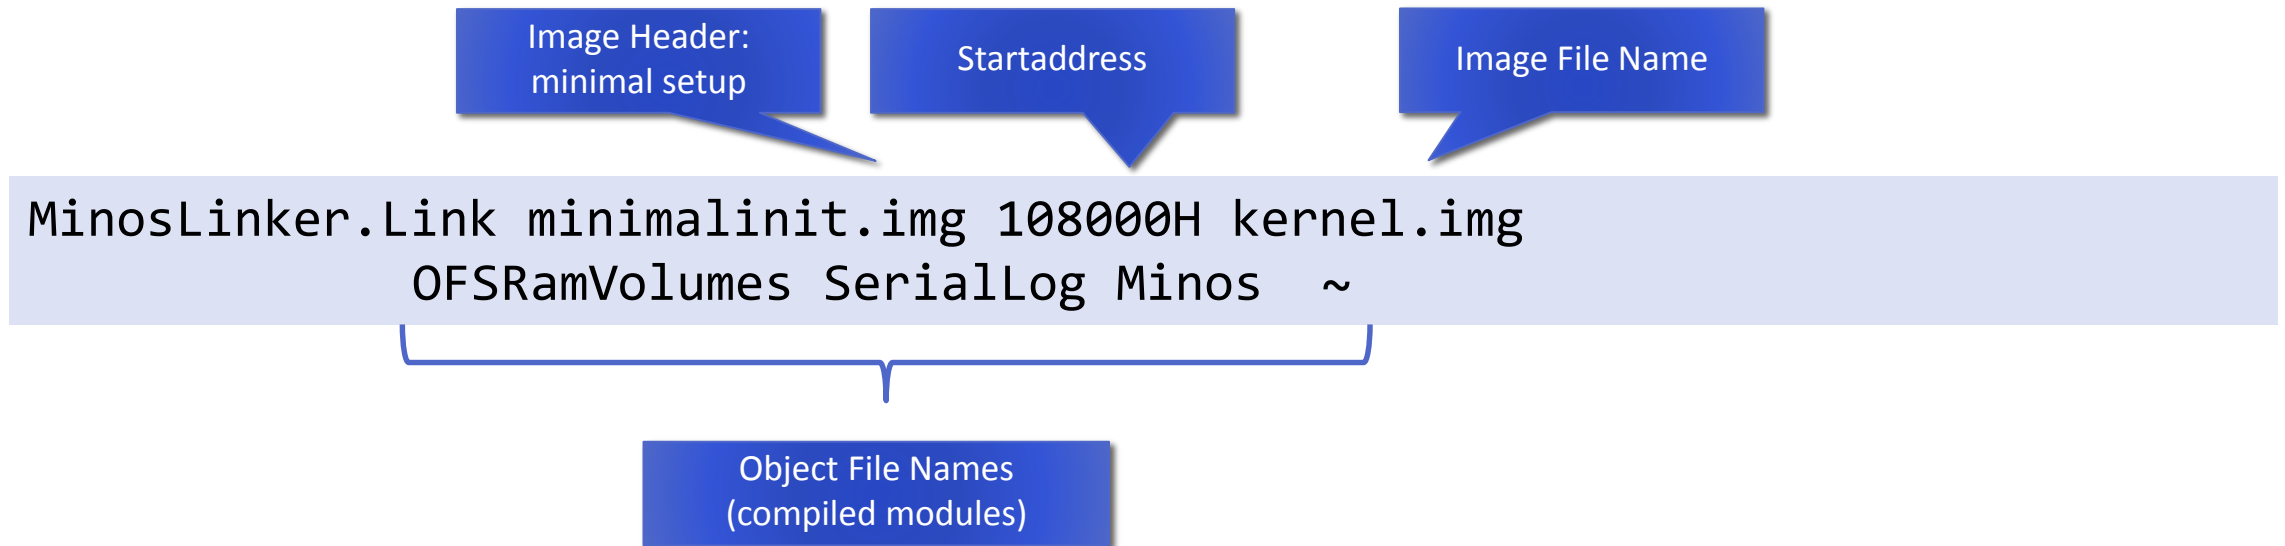 Image Header:
minimal setup
Startaddress
Image File Name
MinosLinker.Link minimalinit.img 108000H kernel.img
OFSRamVolumes SerialLog Minos ~
Object File Names
(compiled modules)